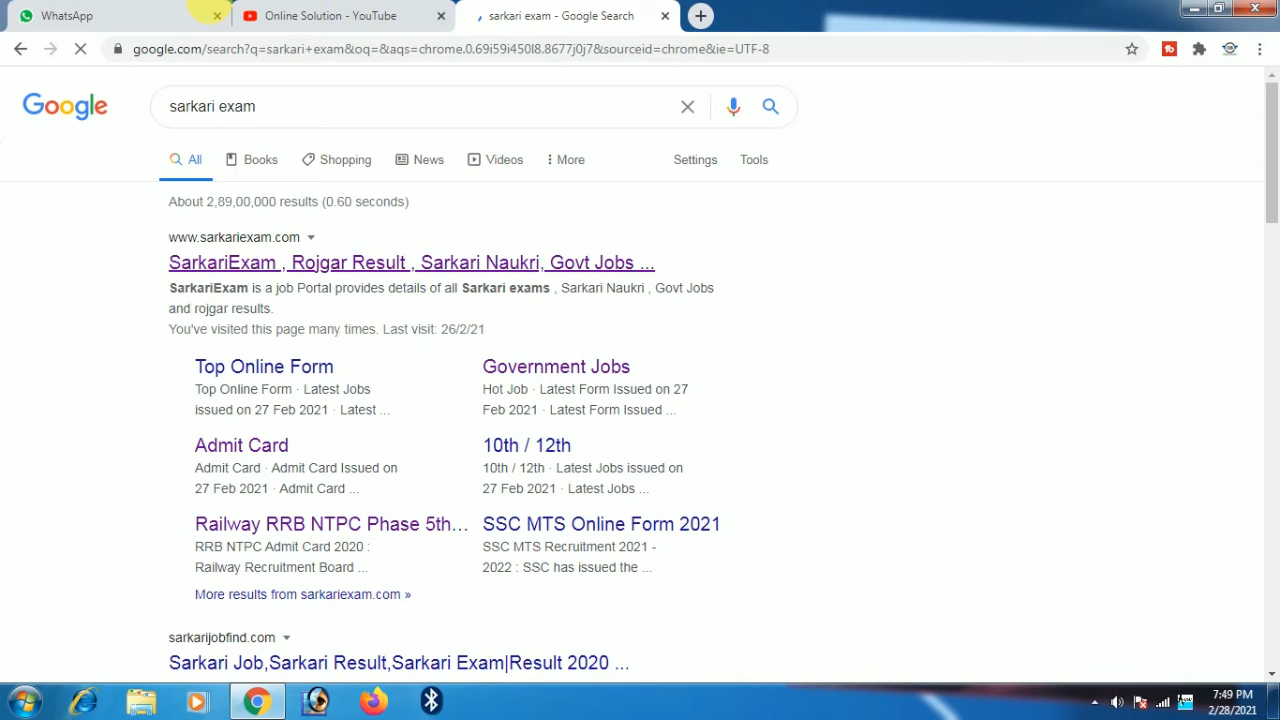 WhatsApp
Online Solution - YouTube
sarkari exam - Google Search
google.com/search?q=sarkari+exam&oq=&aqs=chrome.0.69i59i450l8.8677j0j7&sourceid=chrome&ie=UTF-8
Google
sarkari exam
All Books Shopping News Videos More Settings Tools
About 2,89,00,000 results (0.60 seconds)
www.sarkariexam.com
SarkariExam , Rojgar Result , Sarkari Naukri, Govt Jobs ...
SarkariExam is a job Portal provides details of all Sarkari exams , Sarkari Naukri , Govt Jobs
and rojgar results.
You've visited this page many times. Last visit: 26/2/21
Top Online Form
Top Online Form · Latest Jobs
issued on 27 Feb 2021 · Latest ...
Government Jobs
Hot Job · Latest Form Issued on 27
Feb 2021 · Latest Form Issued ...
Admit Card
Admit Card · Admit Card Issued on
27 Feb 2021 · Admit Card ...
10th / 12th
10th / 12th · Latest Jobs issued on
27 Feb 2021 · Latest Jobs ...
Railway RRB NTPC Phase 5th...
RRB NTPC Admit Card 2020 :
Railway Recruitment Board ...
SSC MTS Online Form 2021
SSC MTS Recruitment 2021 -
2022 : SSC has issued the ...
More results from sarkariexam.com »
sarkarijobfind.com
Sarkari Job,Sarkari Result,Sarkari Exam|Result 2020 ...
7:49 PM
2/28/2021